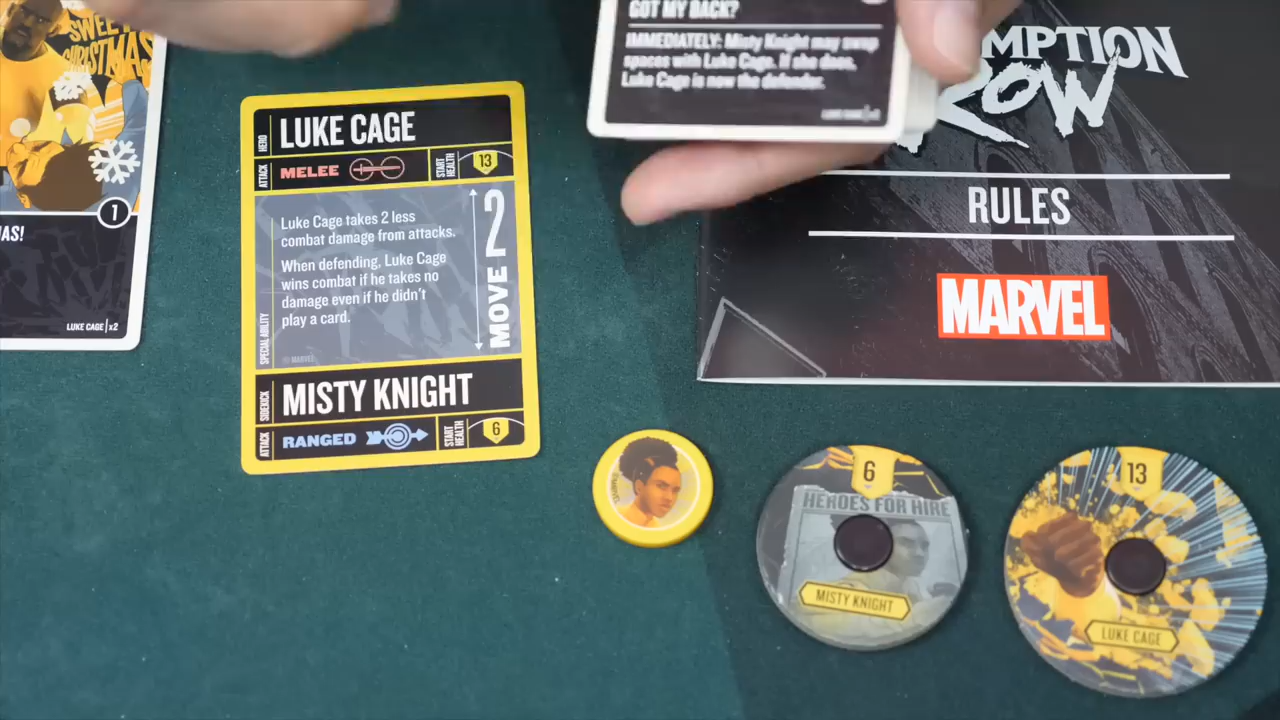 SWEET
CHRISTMAS
AS!
1
LUKE CAGE | x2
HERO
LUKE CAGE
ATTACK
MELEE
START HEALTH
13
SPECIAL ABILITY
Luke Cage takes 2 less
combat damage from attacks.
When defending, Luke Cage
wins combat if he takes no
damage even if he didn't
play a card.
MOVE 2
© MARVEL
SIDEKICK
MISTY KNIGHT
ATTACK
RANGED
START HEALTH
6
GOT MY BACK?
IMMEDIATELY: Misty Knight may swap
spaces with Luke Cage. If she does,
Luke Cage is now the defender.
LUKE CAGE | x2
MPTION
ROW
RULES
MARVEL
6
HEROES FOR HIRE
MISTY KNIGHT
13
LUKE CAGE